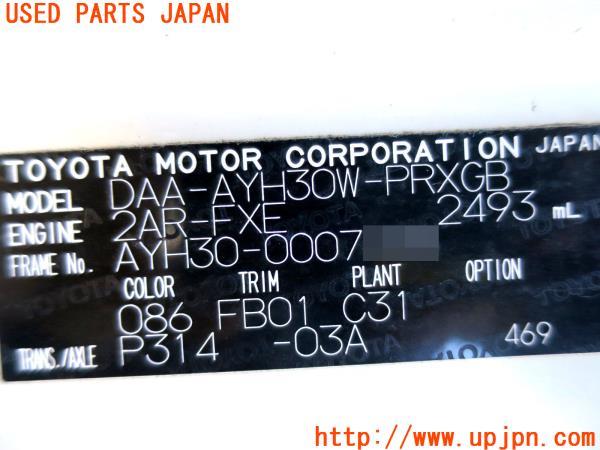 USED PARTS JAPAN
TOYOTA MOTOR CORPORATION JAPAN
MODEL DAA-AYH30W-PRXGB
ENGINE 2AR-FXE 2493 mL
FRAME No. AYH30-0007
COLOR TRIM PLANT OPTION
086 FB01 C31
TRANS./AXLE P314 -03A 469
http://www.upjpn.com/